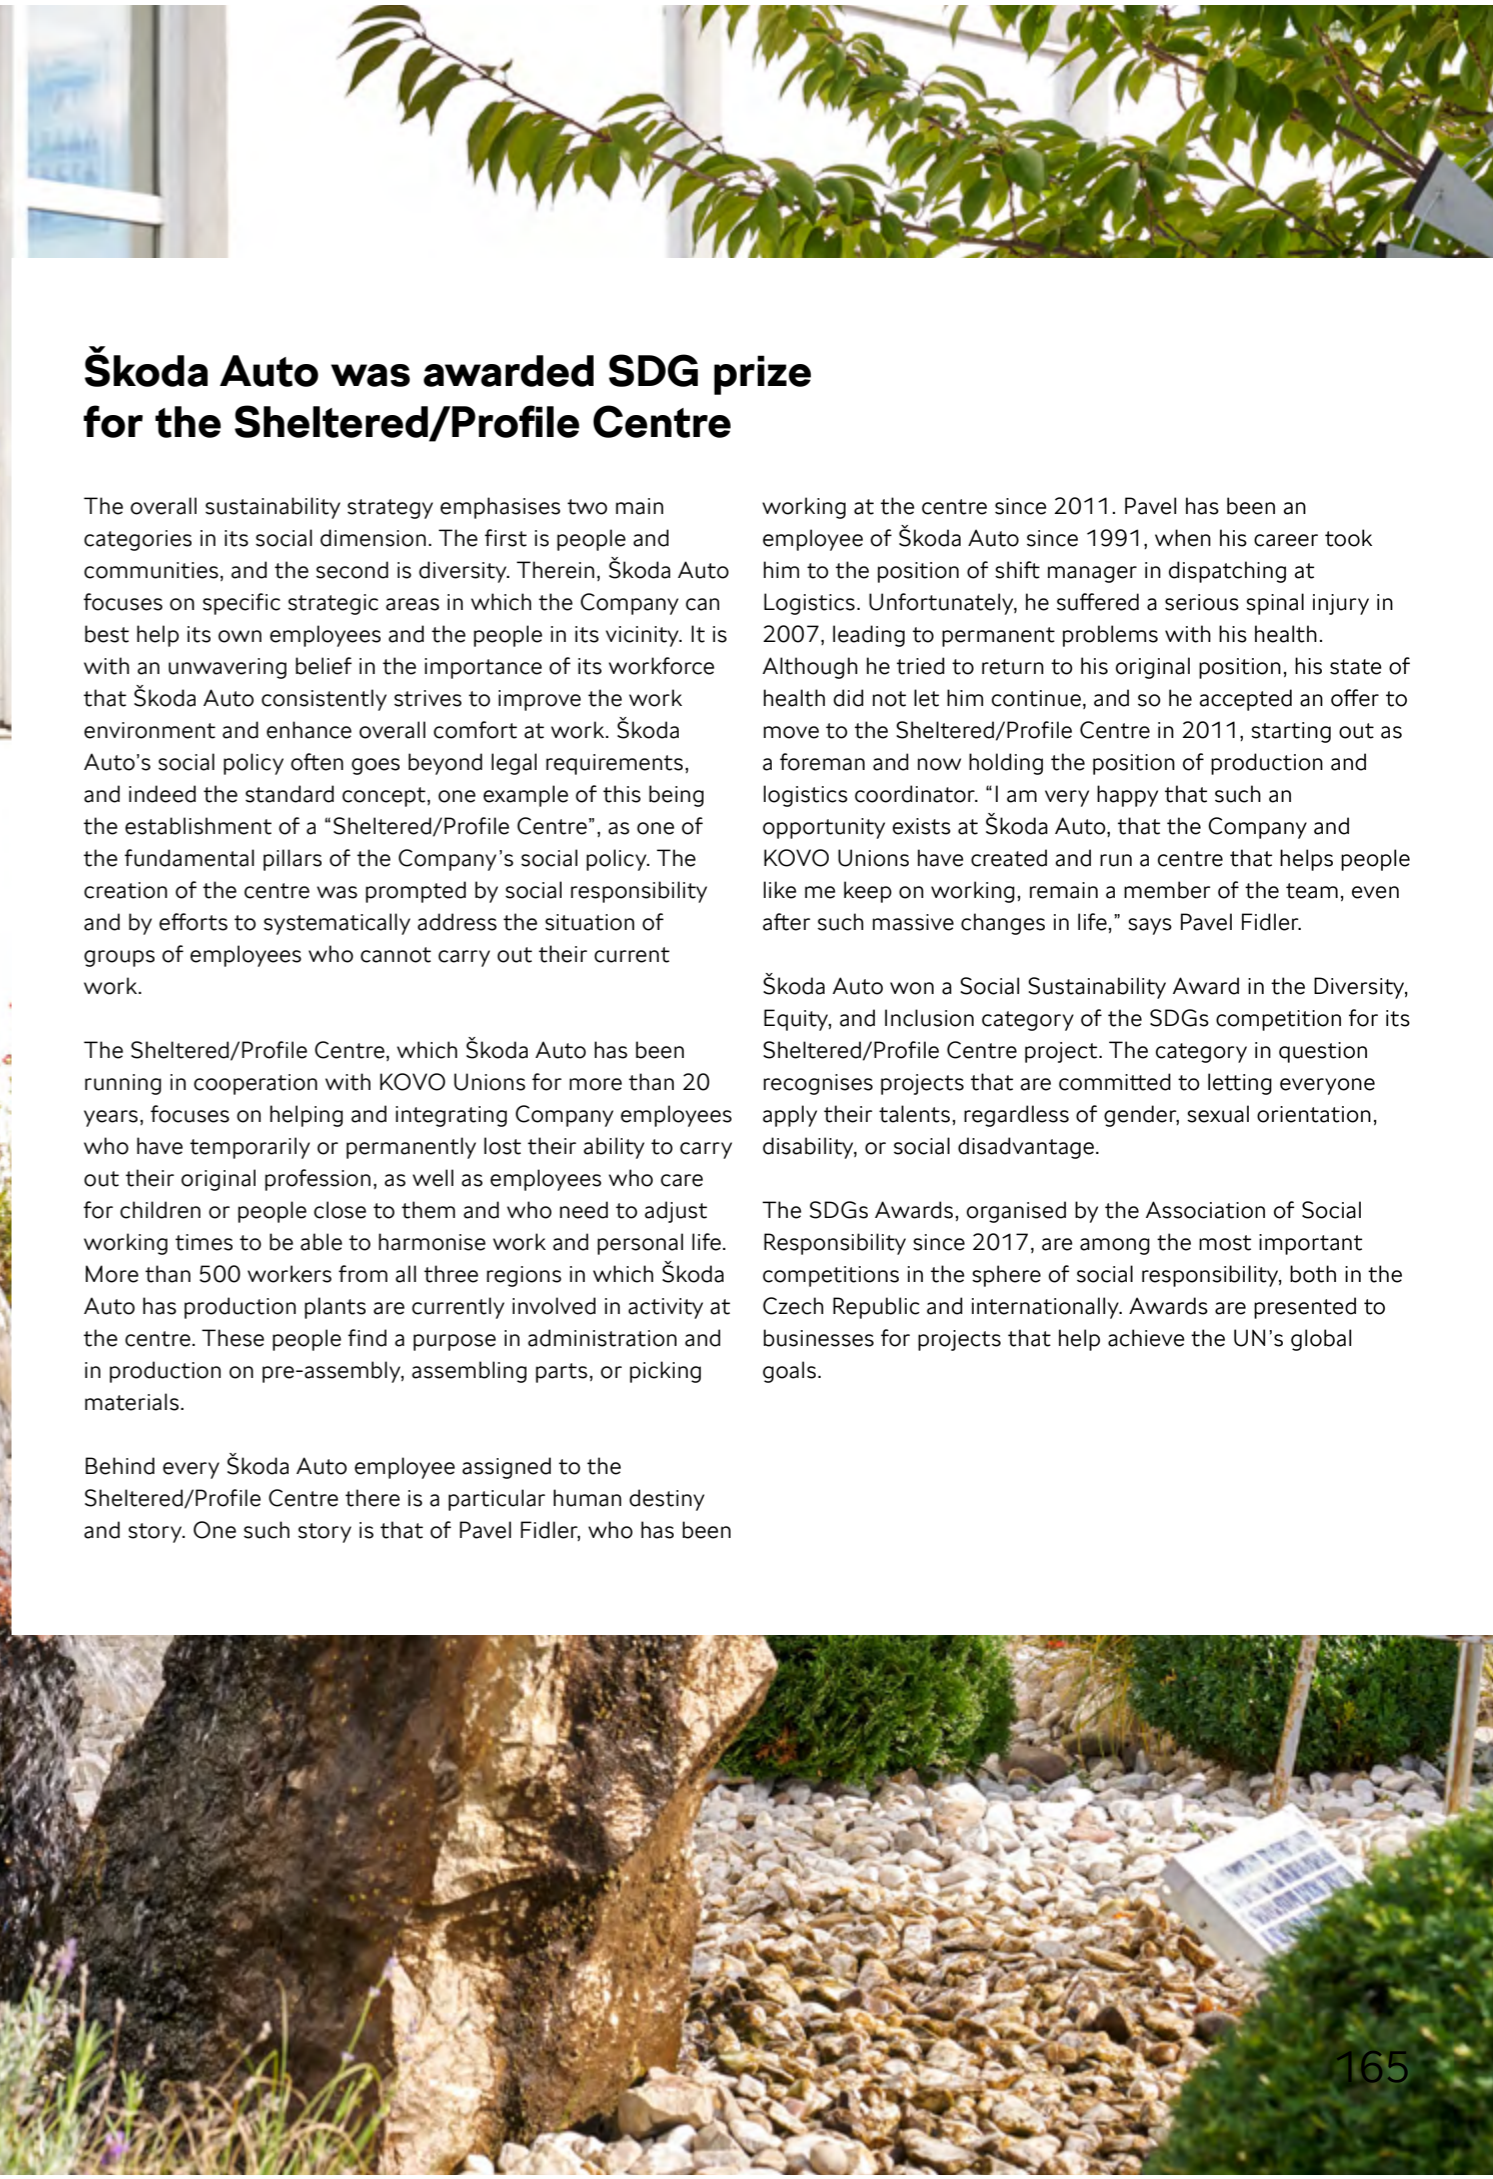 Škoda Auto was awarded SDG prize
for the Sheltered/Profile Centre
The overall sustainability strategy emphasises two main
categories in its social dimension. The first is people and
communities, and the second is diversity. Therein, Škoda Auto
focuses on specific strategic areas in which the Company can
best help its own employees and the people in its vicinity. It is
with an unwavering belief in the importance of its workforce
that Škoda Auto consistently strives to improve the work
environment and enhance overall comfort at work. Škoda
Auto’s social policy often goes beyond legal requirements,
and indeed the standard concept, one example of this being
the establishment of a “Sheltered/Profile Centre”, as one of
the fundamental pillars of the Company’s social policy. The
creation of the centre was prompted by social responsibility
and by efforts to systematically address the situation of
groups of employees who cannot carry out their current
work.
The Sheltered/Profile Centre, which Škoda Auto has been
running in cooperation with KOVO Unions for more than 20
years, focuses on helping and integrating Company employees
who have temporarily or permanently lost their ability to carry
out their original profession, as well as employees who care
for children or people close to them and who need to adjust
working times to be able to harmonise work and personal life.
More than 500 workers from all three regions in which Škoda
Auto has production plants are currently involved in activity at
the centre. These people find a purpose in administration and
in production on pre-assembly, assembling parts, or picking
materials.
Behind every Škoda Auto employee assigned to the
Sheltered/Profile Centre there is a particular human destiny
and story. One such story is that of Pavel Fidler, who has been
working at the centre since 2011. Pavel has been an
employee of Škoda Auto since 1991, when his career took
him to the position of shift manager in dispatching at
Logistics. Unfortunately, he suffered a serious spinal injury in
2007, leading to permanent problems with his health.
Although he tried to return to his original position, his state of
health did not let him continue, and so he accepted an offer to
move to the Sheltered/Profile Centre in 2011, starting out as
a foreman and now holding the position of production and
logistics coordinator. “I am very happy that such an
opportunity exists at Škoda Auto, that the Company and
KOVO Unions have created and run a centre that helps people
like me keep on working, remain a member of the team, even
after such massive changes in life,” says Pavel Fidler.
Škoda Auto won a Social Sustainability Award in the Diversity,
Equity, and Inclusion category of the SDGs competition for its
Sheltered/Profile Centre project. The category in question
recognises projects that are committed to letting everyone
apply their talents, regardless of gender, sexual orientation,
disability, or social disadvantage.
The SDGs Awards, organised by the Association of Social
Responsibility since 2017, are among the most important
competitions in the sphere of social responsibility, both in the
Czech Republic and internationally. Awards are presented to
businesses for projects that help achieve the UN’s global
goals.
165